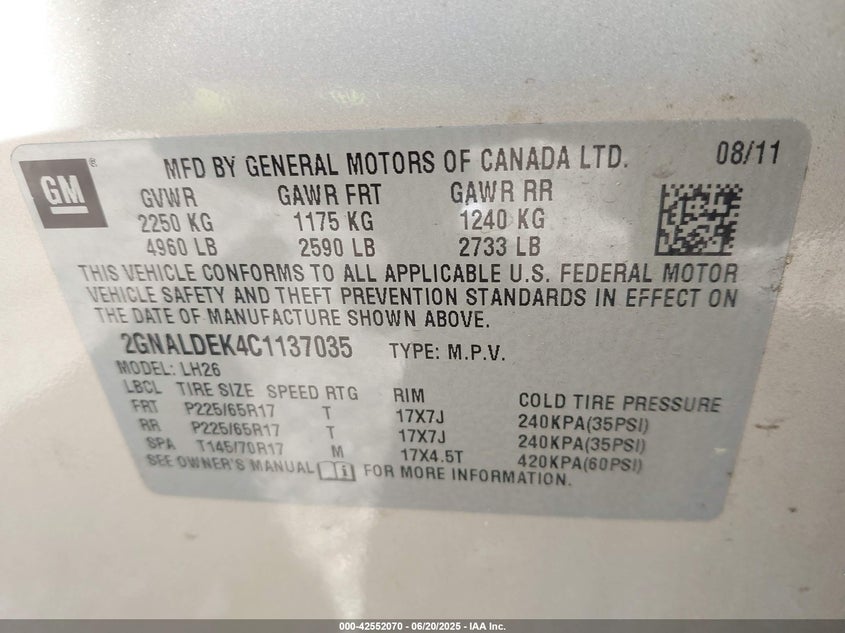 GM ®
MFD BY GENERAL MOTORS OF CANADA LTD. 08/11
GVWR GAWR FRT GAWR RR
2250 KG 1175 KG 1240 KG
4960 LB 2590 LB 2733 LB
THIS VEHICLE CONFORMS TO ALL APPLICABLE U.S. FEDERAL MOTOR
VEHICLE SAFETY AND THEFT PREVENTION STANDARDS IN EFFECT ON
THE DATE OF MANUFACTURE SHOWN ABOVE.
2GNALDEK4C1137035 TYPE: M.P.V.
MODEL: LH26
LBCL TIRE SIZE SPEED RTG RIM COLD TIRE PRESSURE
FRT P225/65R17 T 17X7J 240KPA(35PSI)
RR P225/65R17 T 17X7J 240KPA(35PSI)
SPA T145/70R17 M 17X4.5T 420KPA(60PSI)
SEE OWNER'S MANUAL i FOR MORE INFORMATION.
000-42552070 - 06/20/2025 - IAA Inc.